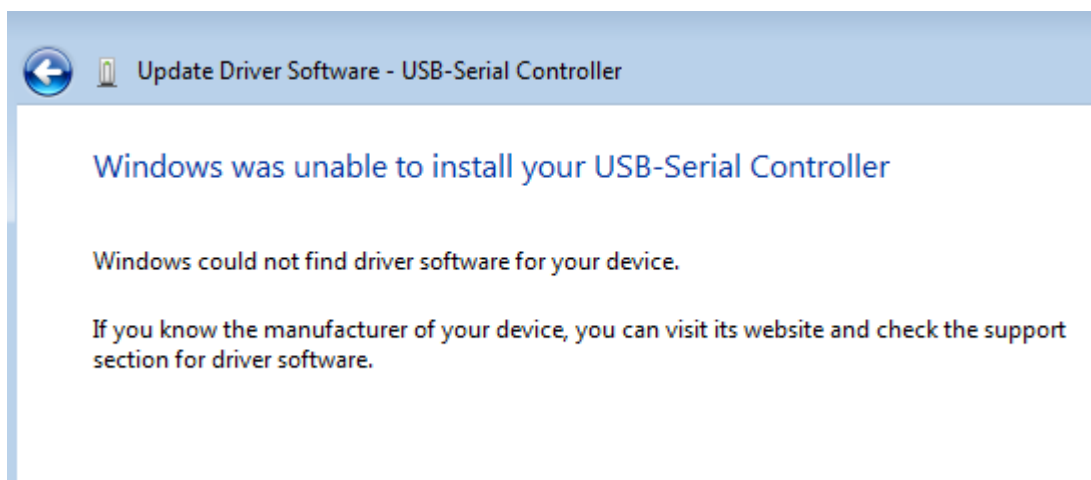 Update Driver Software - USB-Serial Controller
Windows was unable to install your USB-Serial Controller
Windows could not find driver software for your device.
If you know the manufacturer of your device, you can visit its website and check the support
section for driver software.